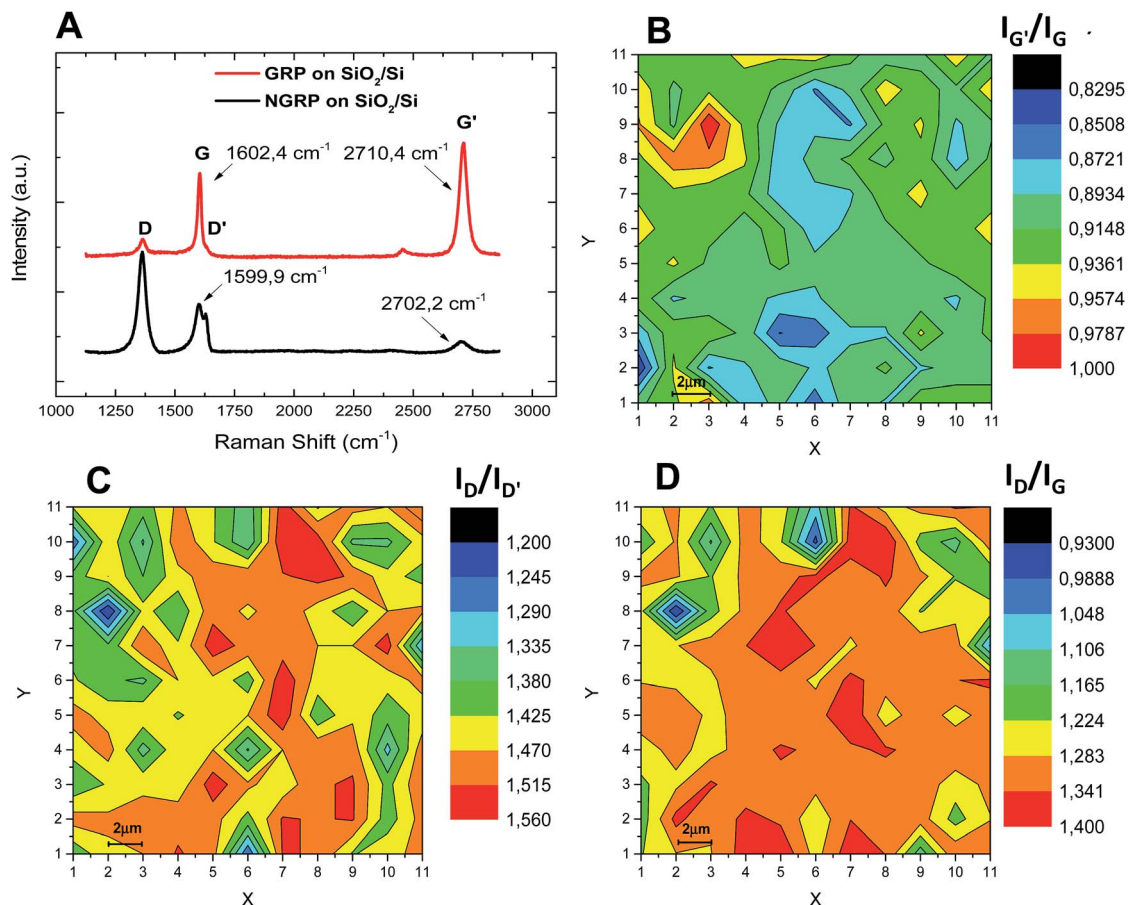 A
GRP on SiO₂/Si
NGRP on SiO₂/Si
G'
G
1602,4 cm⁻¹
2710,4 cm⁻¹
D
D'
1599,9 cm⁻¹
2702,2 cm⁻¹
Intensity (a.u.)
1000 1250 1500 1750 2000 2250 2500 2750 3000
Raman Shift (cm⁻¹)
B
I_G'/I_G
11
10
9
8
7
6
5
4
3
2
1
Y
2μm
1 2 3 4 5 6 7 8 9 10 11
X
0,8295
0,8508
0,8721
0,8934
0,9148
0,9361
0,9574
0,9787
1,000
C
I_D/I_D'
11
10
9
8
7
6
5
4
3
2
1
Y
2μm
1 2 3 4 5 6 7 8 9 10 11
X
1,200
1,245
1,290
1,335
1,380
1,425
1,470
1,515
1,560
D
I_D/I_G
11
10
9
8
7
6
5
4
3
2
1
Y
2μm
1 2 3 4 5 6 7 8 9 10 11
X
0,9300
0,9888
1,048
1,106
1,165
1,224
1,283
1,341
1,400